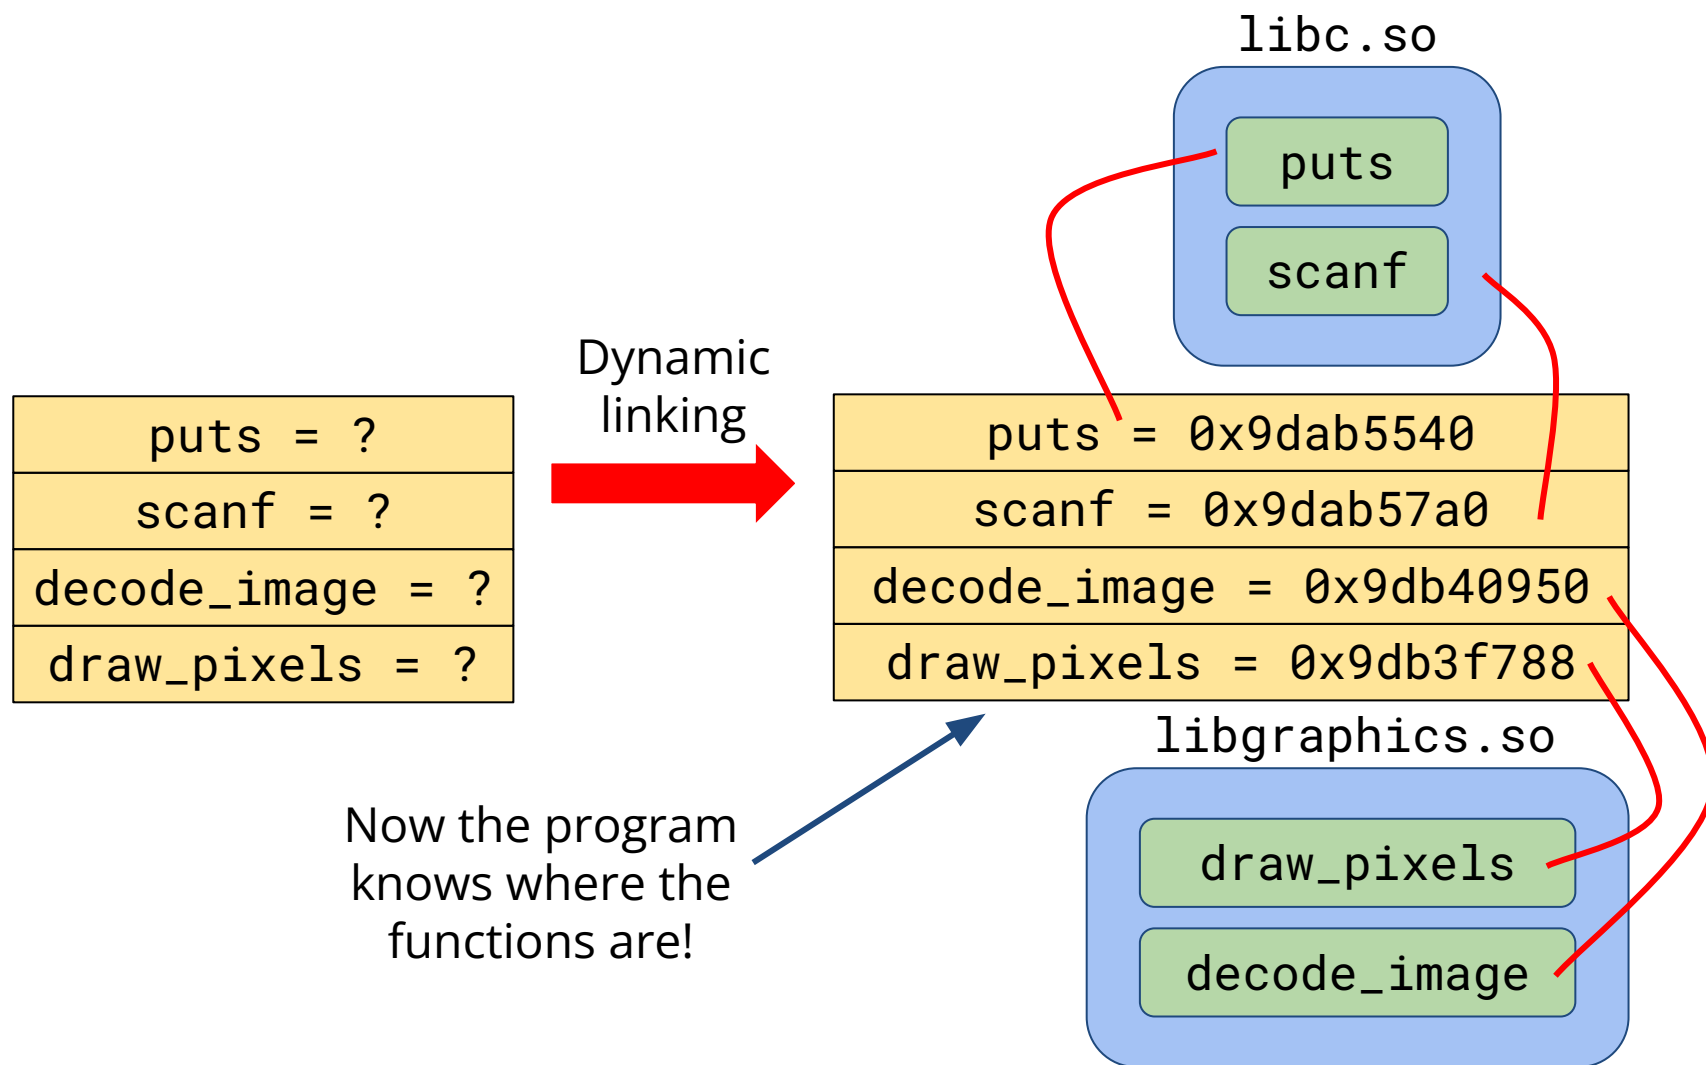 libc.so
puts
scanf
Dynamic
linking
puts = ?
scanf = ?
decode_image = ?
draw_pixels = ?
puts = 0x9dab5540
scanf = 0x9dab57a0
decode_image = 0x9db40950
draw_pixels = 0x9db3f788
libgraphics.so
draw_pixels
decode_image
Now the program
knows where the
functions are!